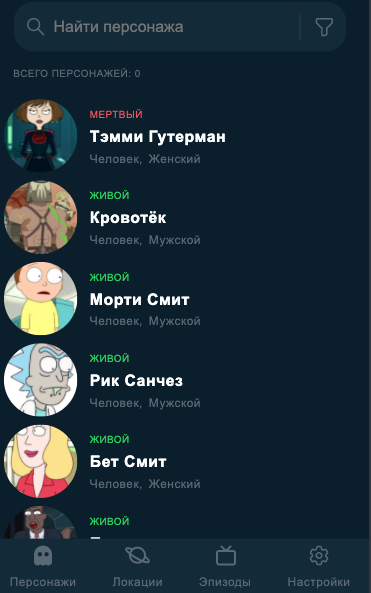 Найти персонажа
ВСЕГО ПЕРСОНАЖЕЙ: 0
МЕРТВЫЙ
Тэмми Гутерман
Человек, Женский
ЖИВОЙ
Кровотёк
Человек, Мужской
ЖИВОЙ
Морти Смит
Человек, Мужской
ЖИВОЙ
Рик Санчез
Человек, Мужской
ЖИВОЙ
Бет Смит
Человек, Женский
ЖИВОЙ
Персонажи Локации Эпизоды Настройки